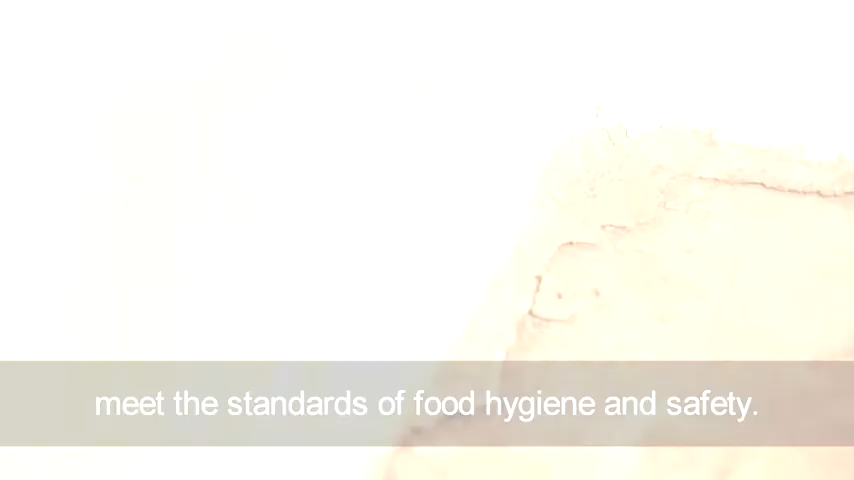 meet the standards of food hygiene and safety.